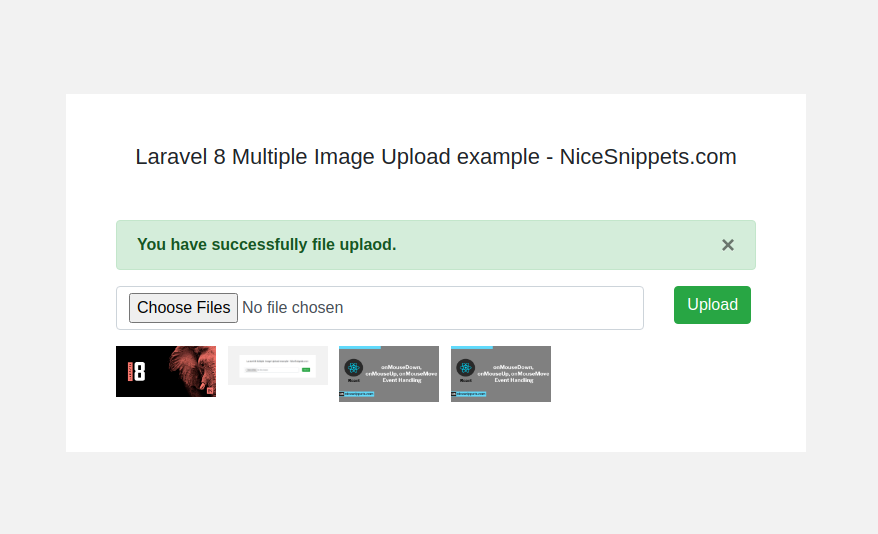 Laravel 8 Multiple Image Upload example - NiceSnippets.com
You have successfully file uplaod.
×
Choose Files No file chosen
Upload
8
onMouseDown,
onMouseUp, onMouseMove
Event Handling
React
onMouseDown,
onMouseUp, onMouseMove
Event Handling
React